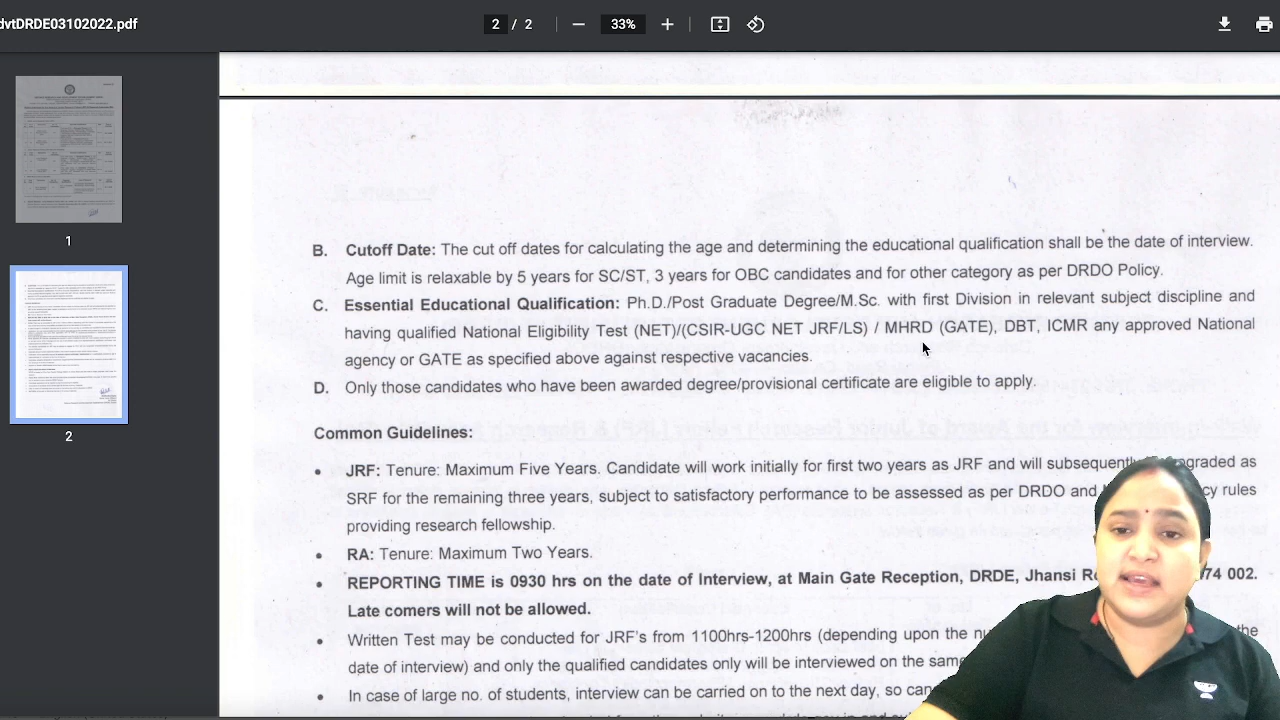 dvtDRDE03102022.pdf
2 / 2
33%
B. Cutoff Date: The cut off dates for calculating the age and determining the educational qualification shall be the date of interview.
Age limit is relaxable by 5 years for SC/ST, 3 years for OBC candidates and for other category as per DRDO Policy.
C. Essential Educational Qualification: Ph.D./Post Graduate Degree/M.Sc. with first Division in relevant subject discipline and
having qualified National Eligibility Test (NET)/(CSIR-UGC NET JRF/LS) / MHRD (GATE), DBT, ICMR any approved National
agency or GATE are specified above against respective vacancies.
D. Only those candidates who have been awarded degree/provisional certificate are eligible to apply.
Common Guidelines:
• JRF: Tenure: Maximum Five Years. Candidate will work initially for first two years as JRF and will subsequently graded as
SRF for the remaining three years, subject to satisfactory performance to be assessed as per DRDO and rules
providing research fellowship.
• RA: Tenure: Maximum Two Years.
• REPORTING TIME is 0930 hrs on the date of Interview, at Main Gate Reception, DRDE, Jhansi 74 002.
Late comers will not be allowed.
• Written Test may be conducted for JRF's from 1100hrs-1200hrs (depending upon the the
date of interview) and only the qualified candidates only will be interviewed on the same
• In case of large no. of students, interview can be carried on to the next day, so
1
2